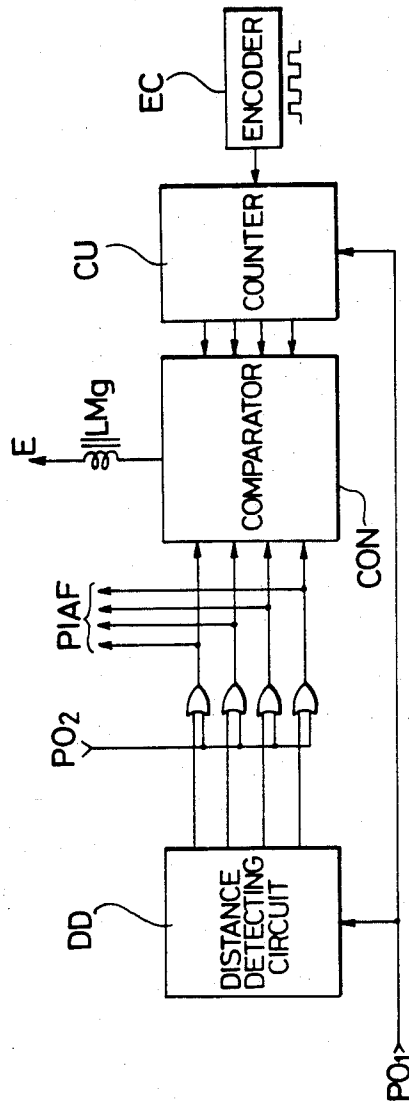 E
LMg
PIAF
PO2
DD
DISTANCE
DETECTING
CIRCUIT
COMPARATOR
CON
CU
COUNTER
EC
ENCODER
PO1